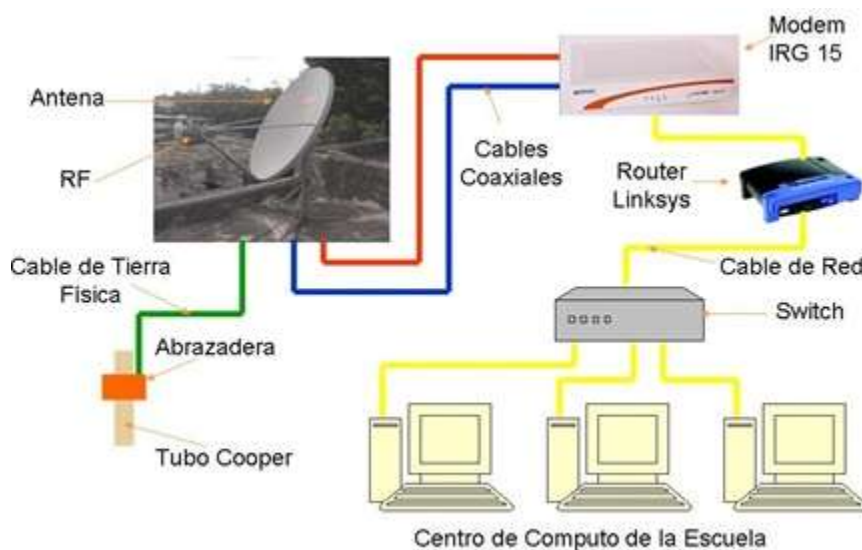 Modem
IRG 15
Antena
RF
Cables
Coaxiales
Router
Linksys
Cable de Tierra
Física
Cable de Red
Switch
Abrazadera
Tubo Cooper
Centro de Computo de la Escuela